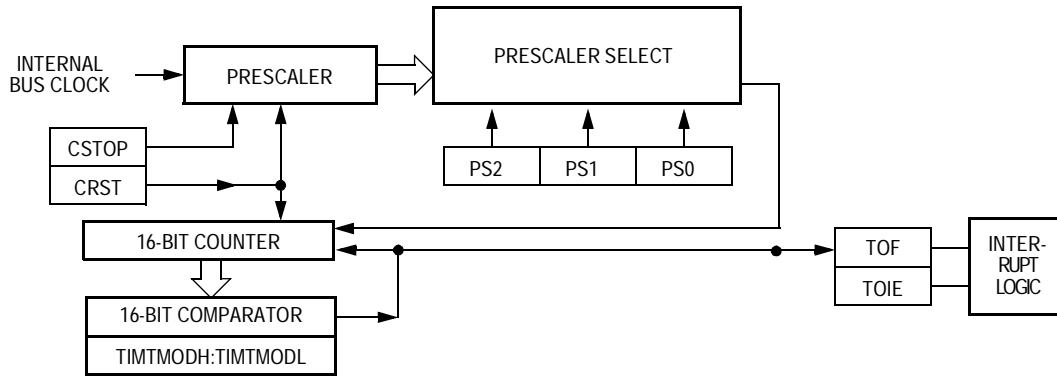 INTERNAL
BUS CLOCK
PRESCALER
PRESCALER SELECT
CSTOP
CRST
PS2
PS1
PS0
16-BIT COUNTER
TOF
TOIE
INTER-
RUPT
LOGIC
16-BIT COMPARATOR
TIMTMODH:TIMTMODL